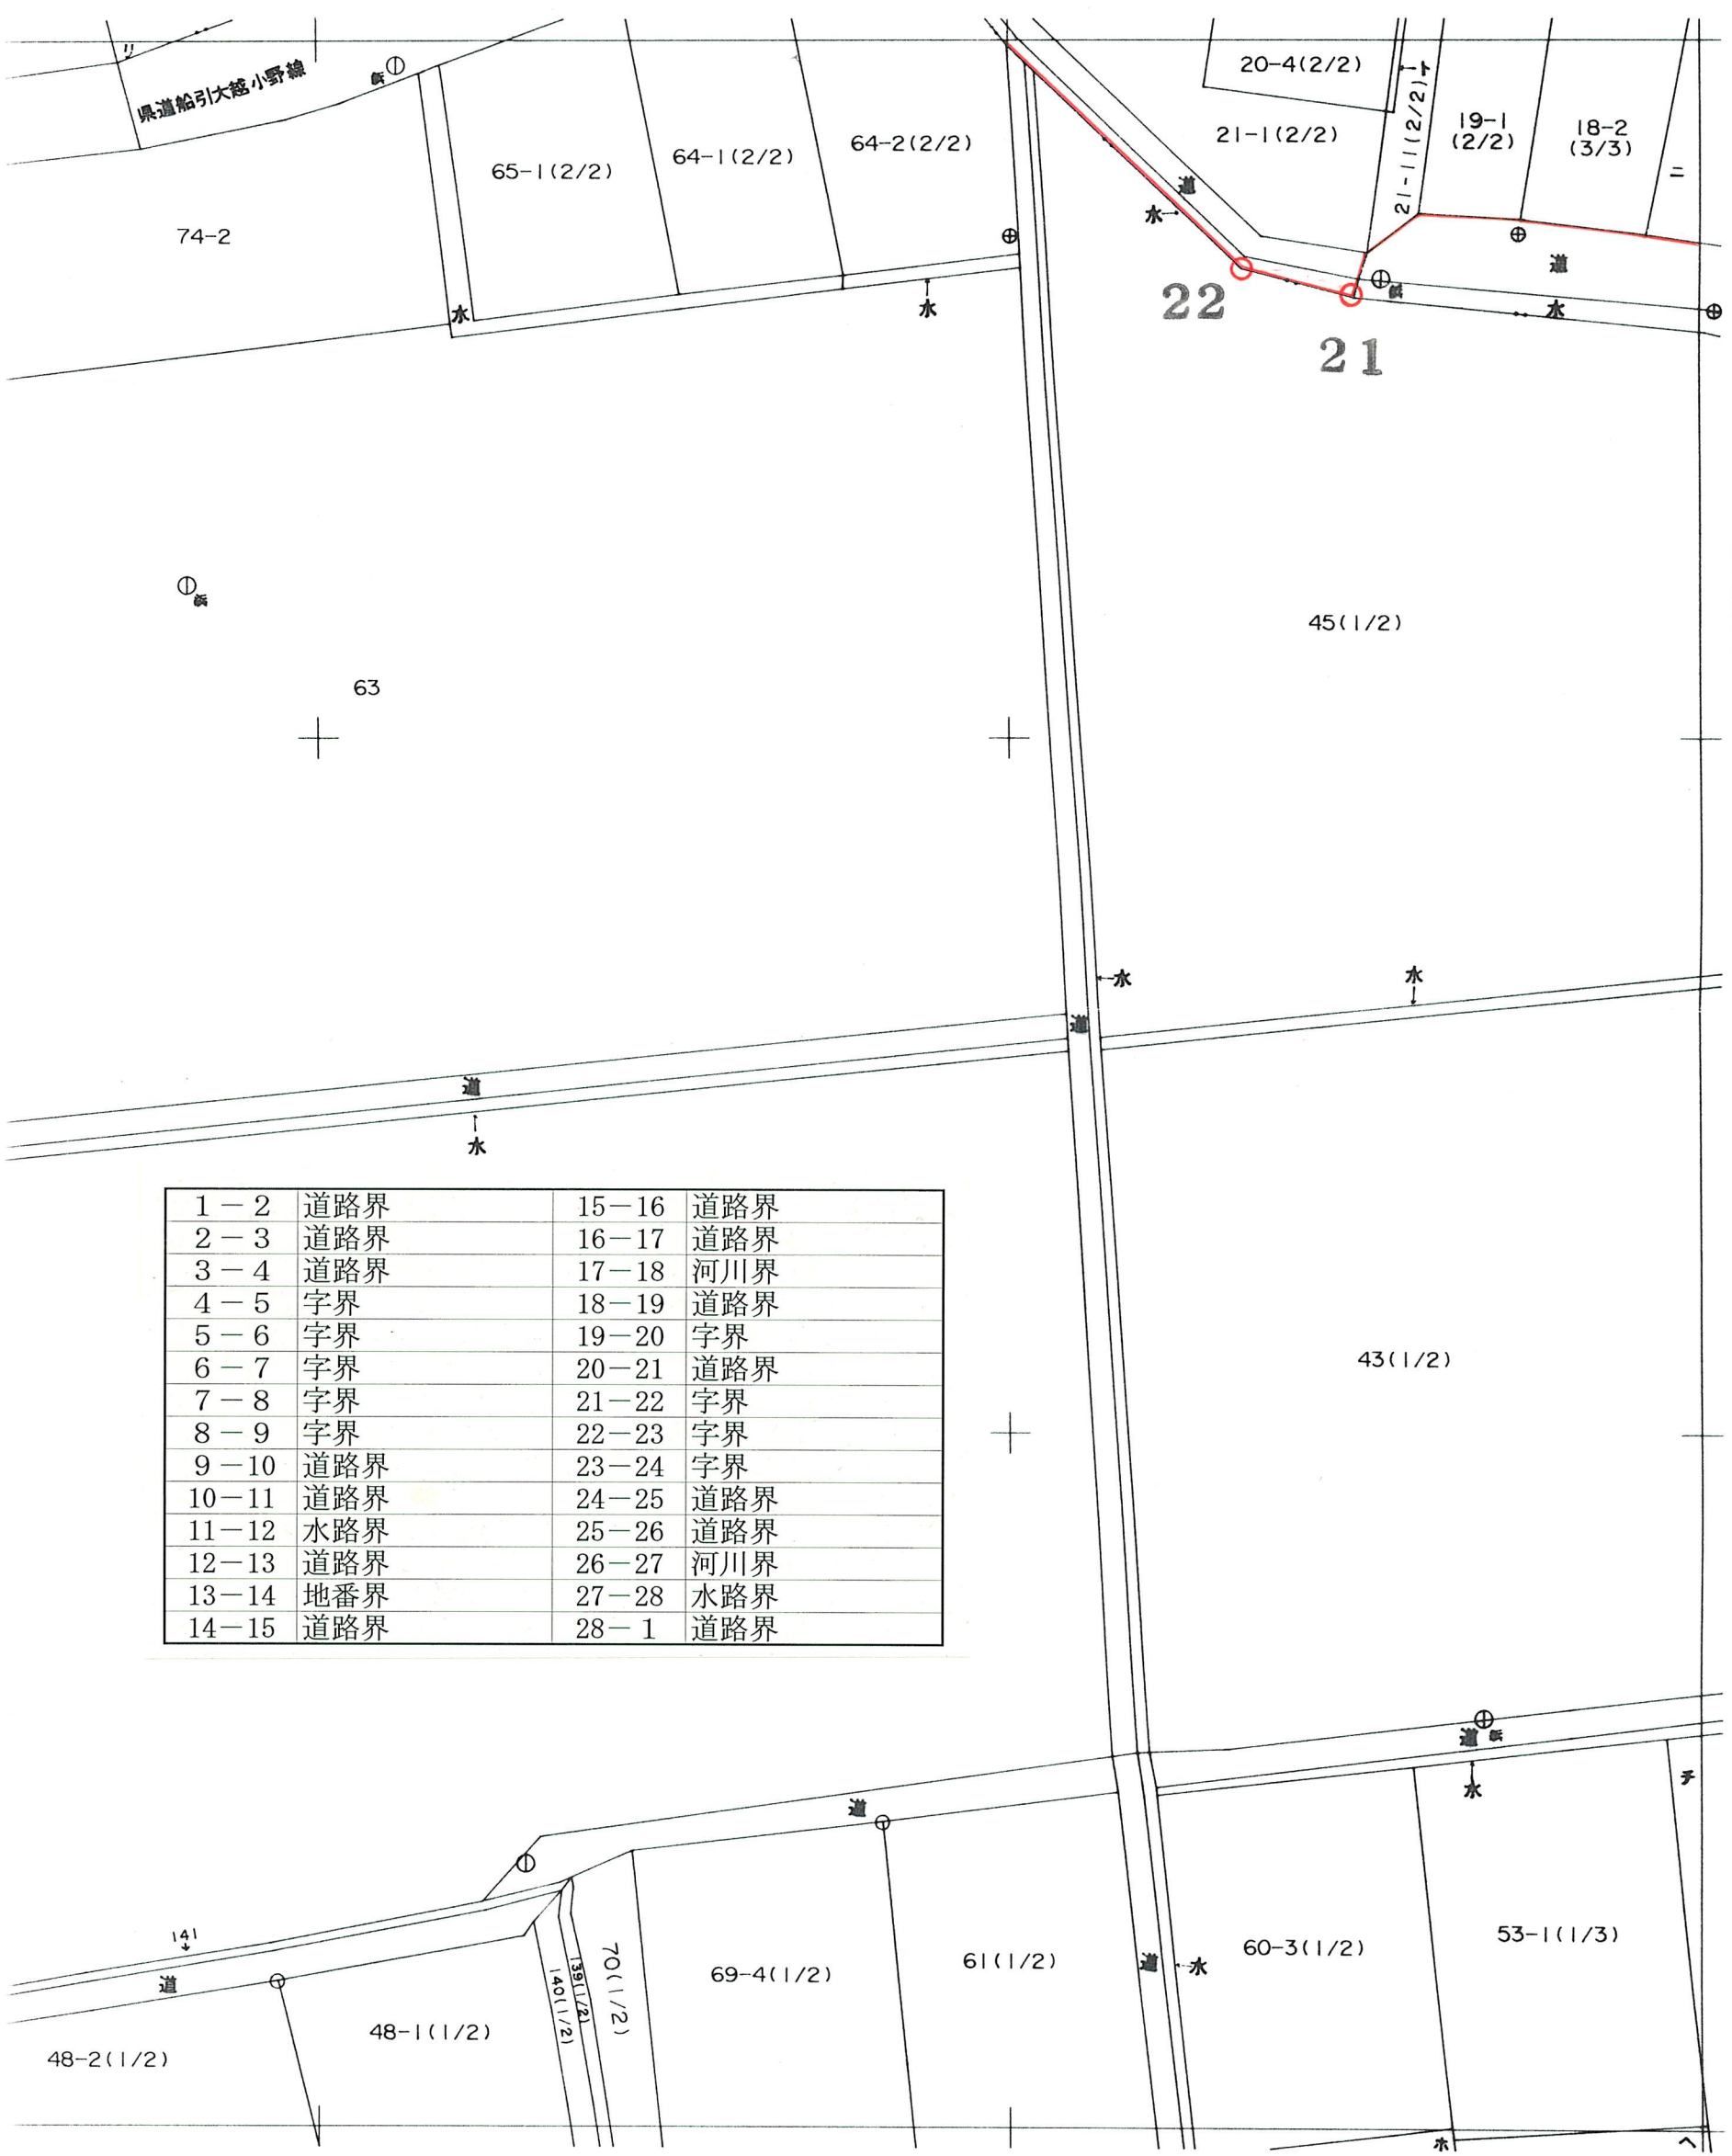 リ
県道船引大越小野線
20-4(2/2)
ト
21-1(2/2)
21-11(2/2)
19-1
(2/2)
18-2
(3/3)
ニ
65-1(2/2)
64-1(2/2)
64-2(2/2)
74-2
道
水
道
水
水
水
22
21
45(1/2)
63
水
水
道
道
水
1－2 道路界 15－16 道路界
2－3 道路界 16－17 道路界
3－4 道路界 17－18 河川界
4－5 字界 18－19 道路界
5－6 字界 19－20 字界
6－7 字界 20－21 道路界
7－8 字界 21－22 字界
8－9 字界 22－23 字界
9－10 道路界 23－24 字界
10－11 道路界 24－25 道路界
11－12 水路界 25－26 道路界
12－13 道路界 26－27 河川界
13－14 地番界 27－28 水路界
14－15 道路界 28－1 道路界
43(1/2)
道
水
チ
道
141
道
48-2(1/2)
48-1(1/2)
140(1/2)
139(1/2)
70(1/2)
69-4(1/2)
61(1/2)
道
水
60-3(1/2)
53-1(1/3)
ホ
ヘ